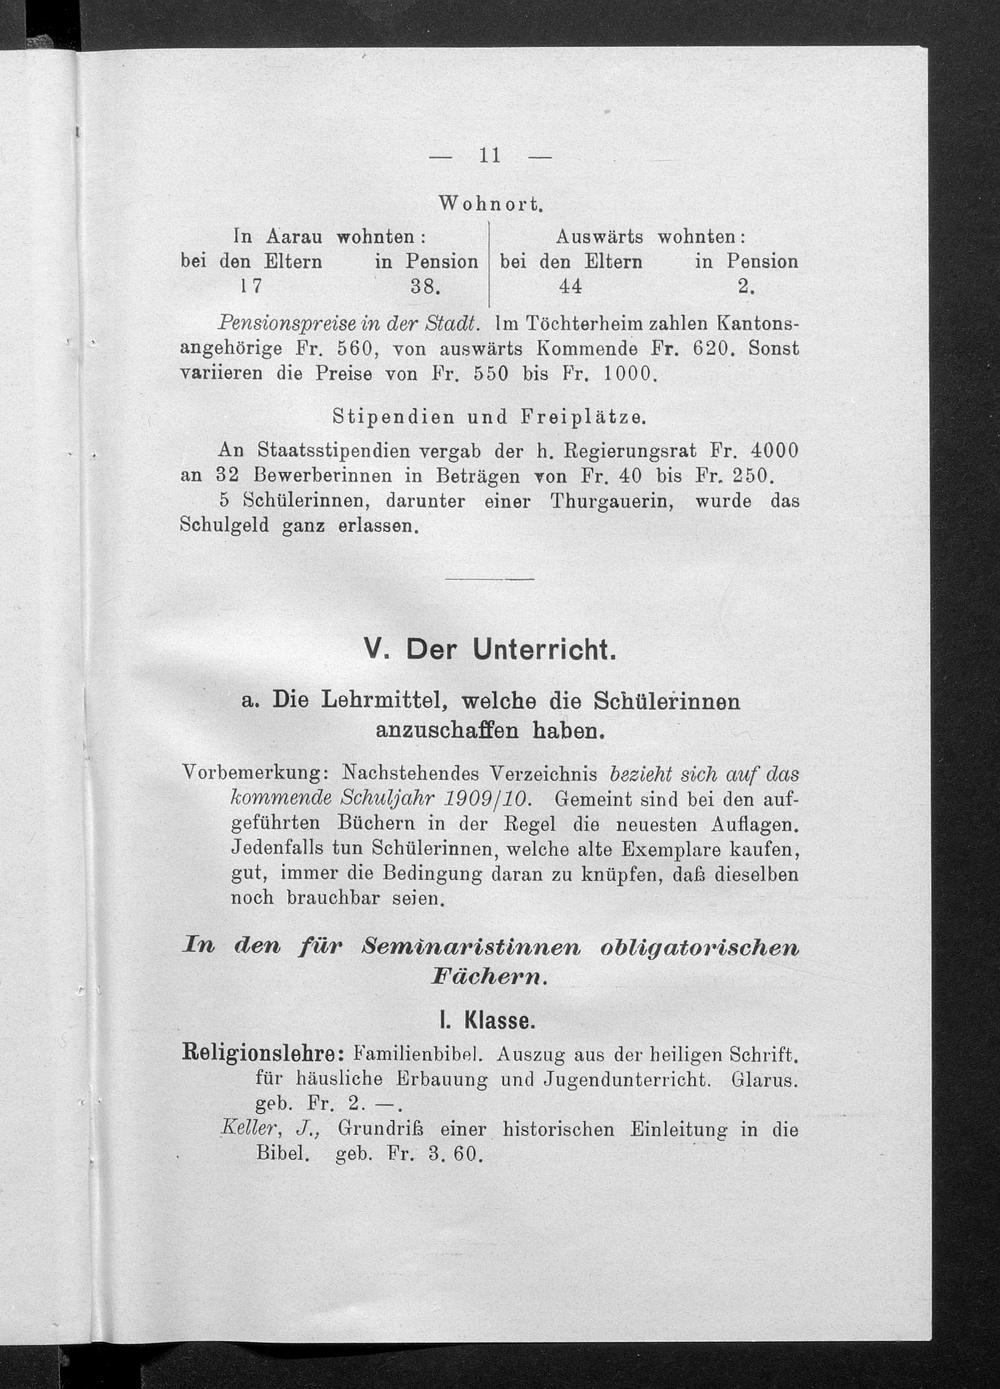 — 11 —
Wohnort.
In Aarau wohnten: Auswärts wohnten:
bei den Eltern in Pension bei den Eltern in Pension
17 38. 44 2.
Pensionspreise in der Stadt. Im Töchterheim zahlen Kantons-
angehörige Fr. 560, von auswärts Kommende Fr. 620. Sonst
variieren die Preise von Fr. 550 bis Fr. 1000.
Stipendien und Freiplätze.
An Staatsstipendien vergab der h. Regierungsrat Fr. 4000
an 32 Bewerberinnen in Beträgen von Fr. 40 bis Fr. 250.
5 Schülerinnen, darunter einer Thurgauerin, wurde das
Schulgeld ganz erlassen.
V. Der Unterricht.
a. Die Lehrmittel, welche die Schülerinnen
anzuschaffen haben.
Vorbemerkung: Nachstehendes Verzeichnis bezieht sich auf das
kommende Schuljahr 1909/10. Gemeint sind bei den auf-
geführten Büchern in der Regel die neuesten Auflagen.
Jedenfalls tun Schülerinnen, welche alte Exemplare kaufen,
gut, immer die Bedingung daran zu knüpfen, daß dieselben
noch brauchbar seien.
In den für Seminaristinnen obligatorischen
Fächern.
I. Klasse.
Religionslehre: Familienbibel. Auszug aus der heiligen Schrift.
für häusliche Erbauung und Jugendunterricht. Glarus.
geb. Fr. 2. —.
Keller, J., Grundriß einer historischen Einleitung in die
Bibel. geb. Fr. 3. 60.